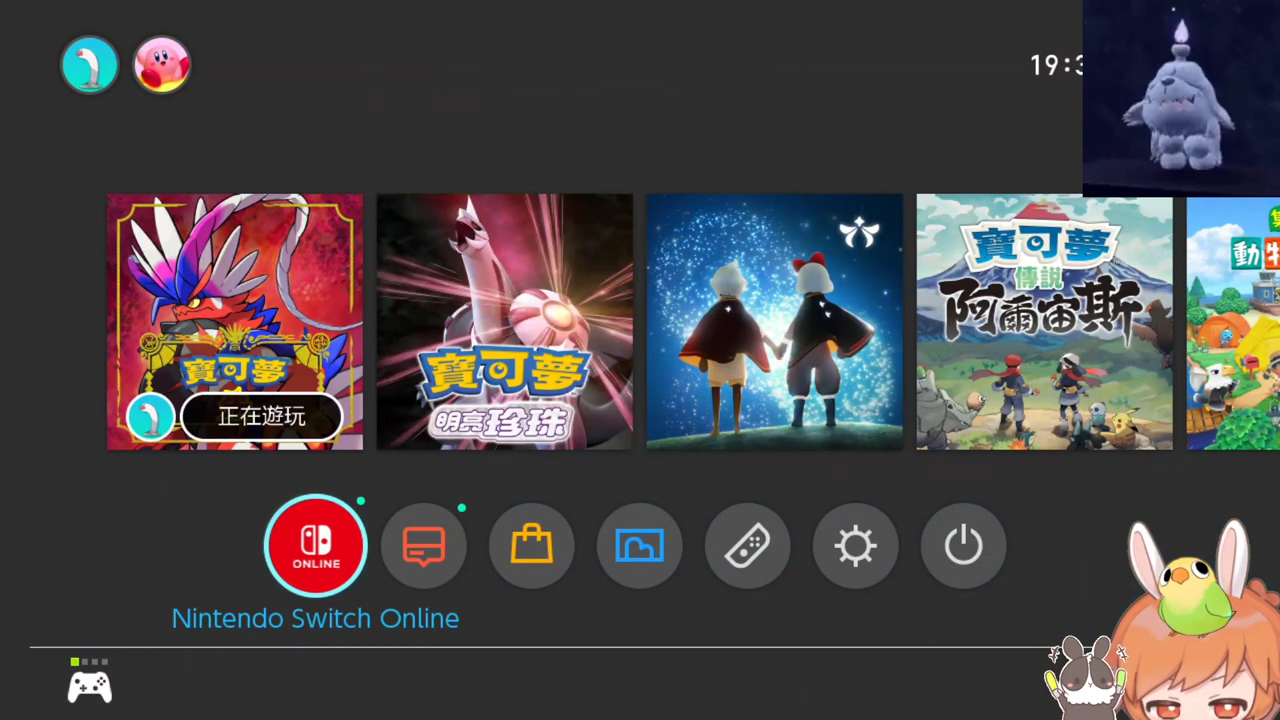 19:3
寶可夢
正在遊玩
寶可夢
明亮珍珠
寶可夢
傳說
阿爾宙斯
動
ONLINE
Nintendo Switch Online